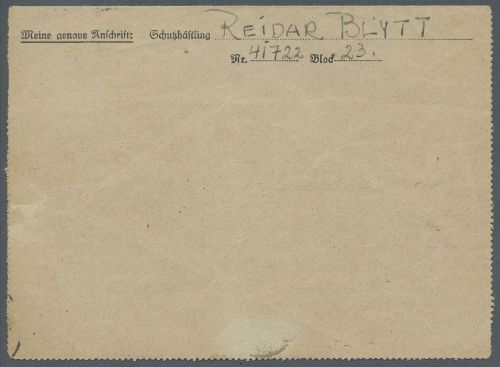 Meine genaue Anschrift: Schutzhäftling REIDAR BLYTT
Nr. 41722 Block 23.